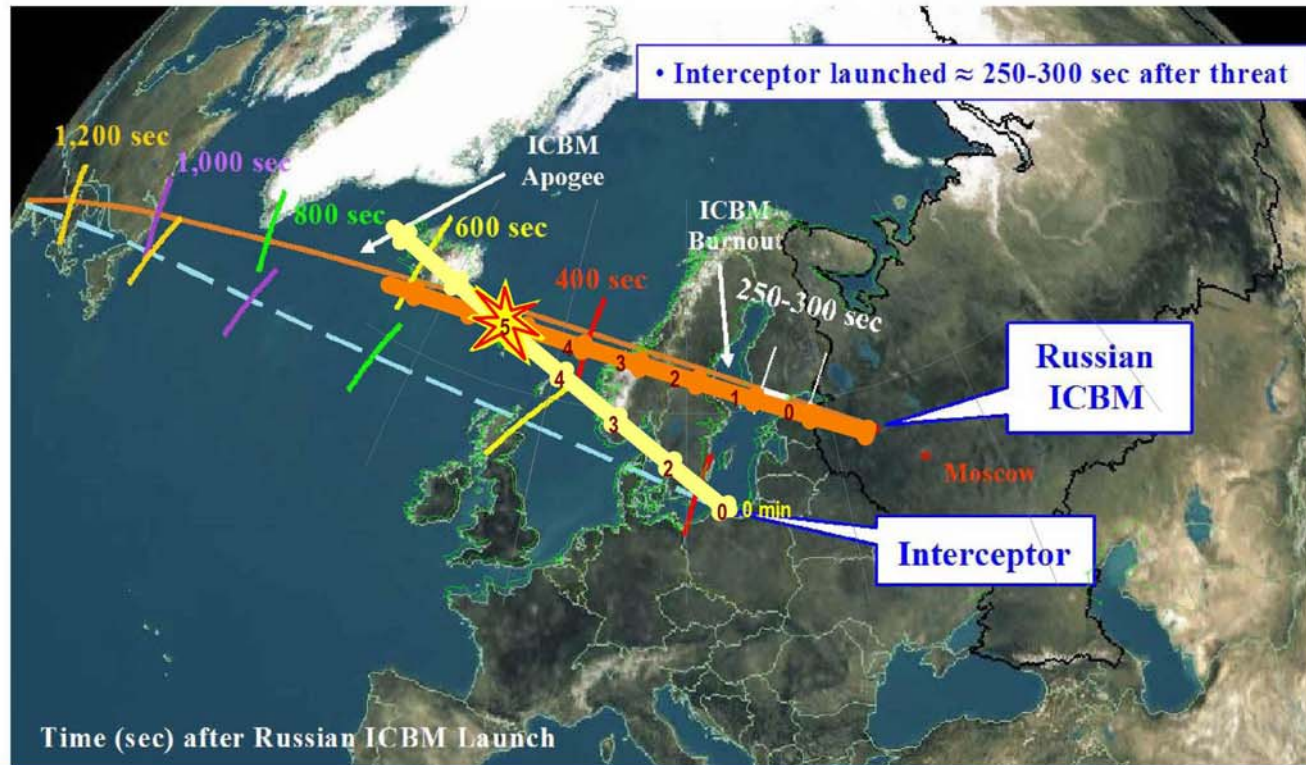 • Interceptor launched ≈ 250-300 sec after threat
1,200 sec
1,000 sec
800 sec
ICBM
Apogee
600 sec
400 sec
ICBM
Burnout
250-300 sec
5
4
3
2
1
0
4
3
2
0
0 min
Russian
ICBM
Moscow
Interceptor
Time (sec) after Russian ICBM Launch